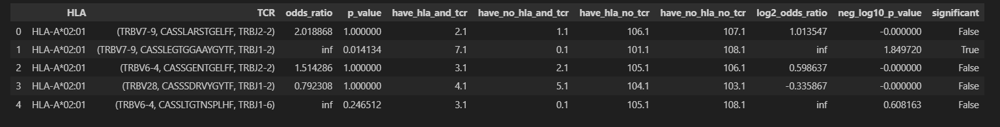 HLA TCR odds_ratio p_value have_hla_and_tcr have_no_hla_and_tcr have_hla_no_tcr have_no_hla_no_tcr log2_odds_ratio neg_log10_p_value significant
0 HLA-A*02:01 (TRBV7-9, CASSLARSTGELFF, TRBJ2-2) 2.018868 1.000000 2.1 1.1 106.1 107.1 1.013547 -0.000000 False
1 HLA-A*02:01 (TRBV7-9, CASSLEGTGGAAYGYTF, TRBJ1-2) inf 0.014134 7.1 0.1 101.1 108.1 inf 1.849720 True
2 HLA-A*02:01 (TRBV6-4, CASSGENTGELFF, TRBJ2-2) 1.514286 1.000000 3.1 2.1 105.1 106.1 0.598637 -0.000000 False
3 HLA-A*02:01 (TRBV28, CASSSDRVYGYTF, TRBJ1-2) 0.792308 1.000000 4.1 5.1 104.1 103.1 -0.335867 -0.000000 False
4 HLA-A*02:01 (TRBV6-4, CASSLTGTNSPLHF, TRBJ1-6) inf 0.246512 3.1 0.1 105.1 108.1 inf 0.608163 False